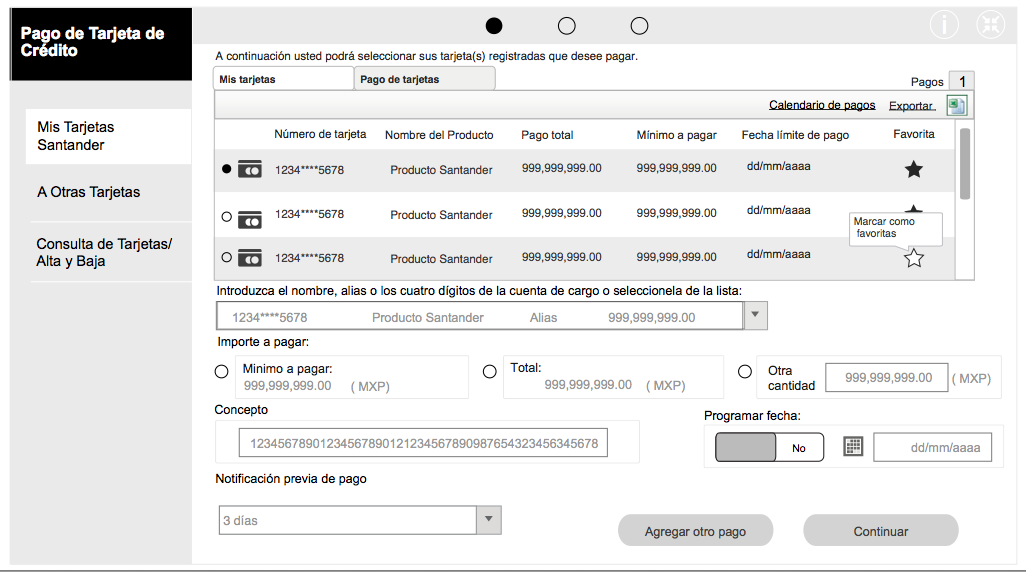 Pago de Tarjeta de
Crédito
A continuación usted podrá seleccionar sus tarjeta(s) registradas que desee pagar.
Mis tarjetas
Pago de tarjetas
Pagos 1
Calendario de pagos Exportar
Mis Tarjetas
Santander
A Otras Tarjetas
Consulta de Tarjetas/
Alta y Baja
Número de tarjeta Nombre del Producto Pago total Mínimo a pagar Fecha límite de pago Favorita
1234****5678 Producto Santander 999,999,999.00 999,999,999.00 dd/mm/aaaa
1234****5678 Producto Santander 999,999,999.00 999,999,999.00 dd/mm/aaaa
Marcar como
favoritas
1234****5678 Producto Santander 999,999,999.00 999,999,999.00 dd/mm/aaaa
Introduzca el nombre, alias o los cuatro dígitos de la cuenta de cargo o seleccionela de la lista:
1234****5678 Producto Santander Alias 999,999,999.00
Importe a pagar:
Minimo a pagar:
999,999,999.00 ( MXP)
Total:
999,999,999.00 ( MXP)
Otra
cantidad
999,999,999.00 ( MXP)
Concepto
1234567890123456789012123456789098765432345634567​8
Programar fecha:
No
dd/mm/aaaa
Notificación previa de pago
3 días
Agregar otro pago
Continuar